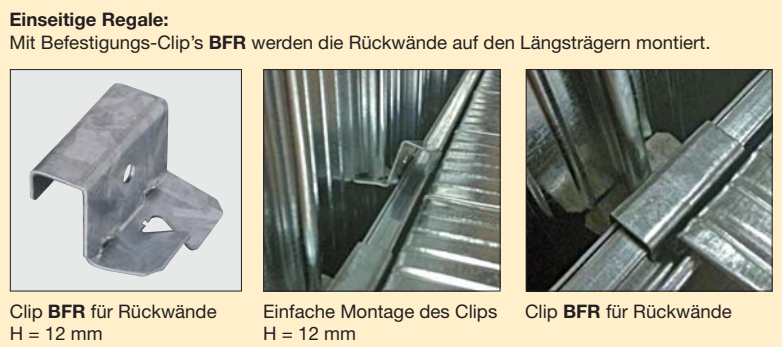 Einseitige Regale:
Mit Befestigungs-Clip's BFR werden die Rückwände auf den Längsträgern montiert.
Clip BFR für Rückwände
H = 12 mm
Einfache Montage des Clips
H = 12 mm
Clip BFR für Rückwände